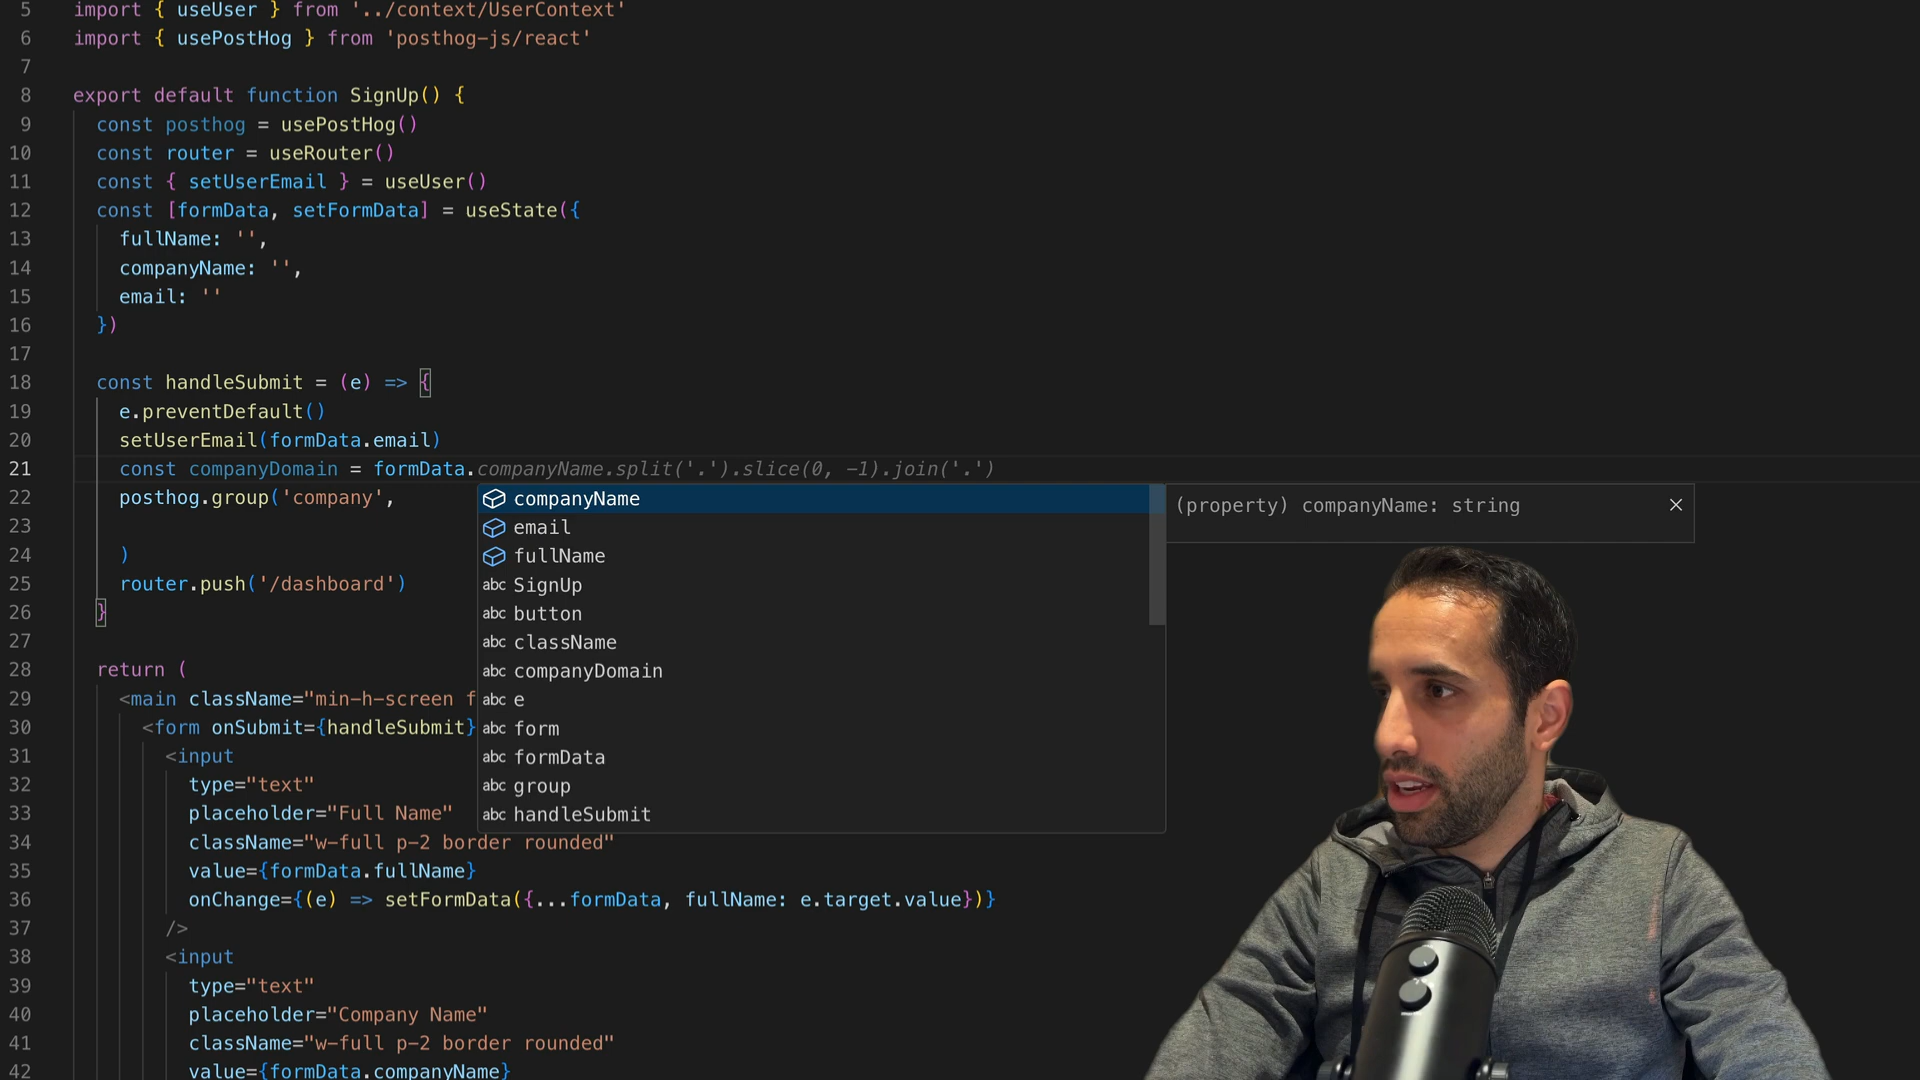 5 import { useUser } from '../context/UserContext'
6 import { usePostHog } from 'posthog-js/react'
7
8 export default function SignUp() {
9 const posthog = usePostHog()
10 const router = useRouter()
11 const { setUserEmail } = useUser()
12 const [formData, setFormData] = useState({
13 fullName: '',
14 companyName: '',
15 email: ''
16 })
17
18 const handleSubmit = (e) => {
19 e.preventDefault()
20 setUserEmail(formData.email)
21 const companyDomain = formData.companyName.split('.').slice(0, -1).join('.')
22 posthog.group('company',
23
24 )
25 router.push('/dashboard')
26 }
27
28 return (
29 <main className="min-h-screen f
30 <form onSubmit={handleSubmit}
31 <input
32 type="text"
33 placeholder="Full Name"
34 className="w-full p-2 border rounded"
35 value={formData.fullName}
36 onChange={(e) => setFormData({...formData, fullName: e.target.value})}
37 />
38 <input
39 type="text"
40 placeholder="Company Name"
41 className="w-full p-2 border rounded"
42 value={formData.companyName}
companyName
email
fullName
abc SignUp
abc button
abc className
abc companyDomain
abc e
abc form
abc formData
abc group
abc handleSubmit
(property) companyName: string